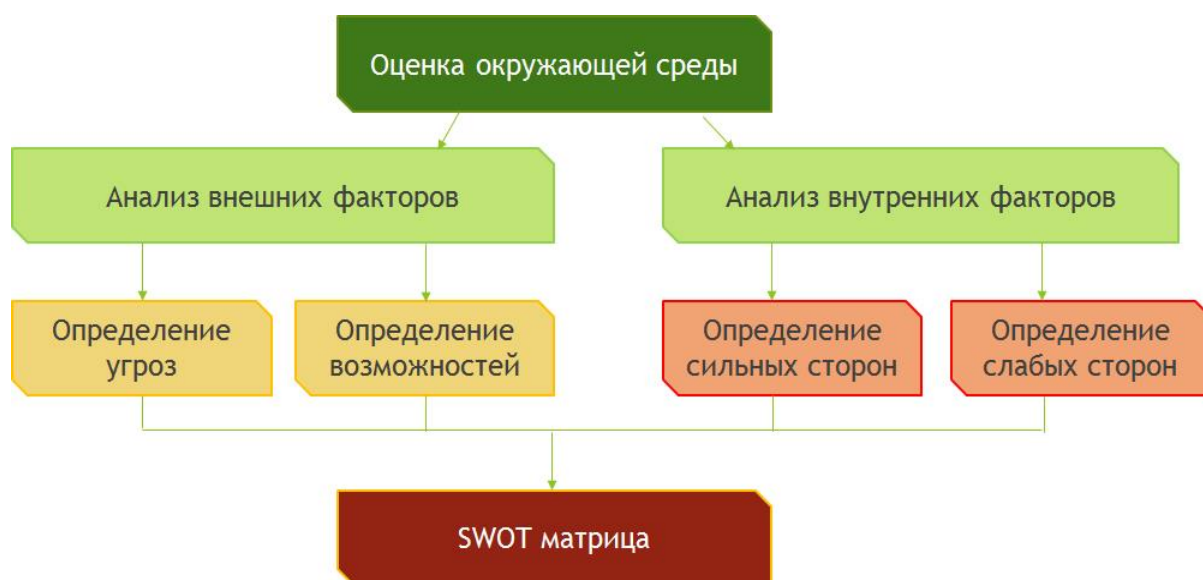 Оценка окружающей среды
Анализ внешних факторов
Анализ внутренних факторов
Определение
угроз
Определение
возможностей
Определение
сильных сторон
Определение
слабых сторон
SWOT матрица